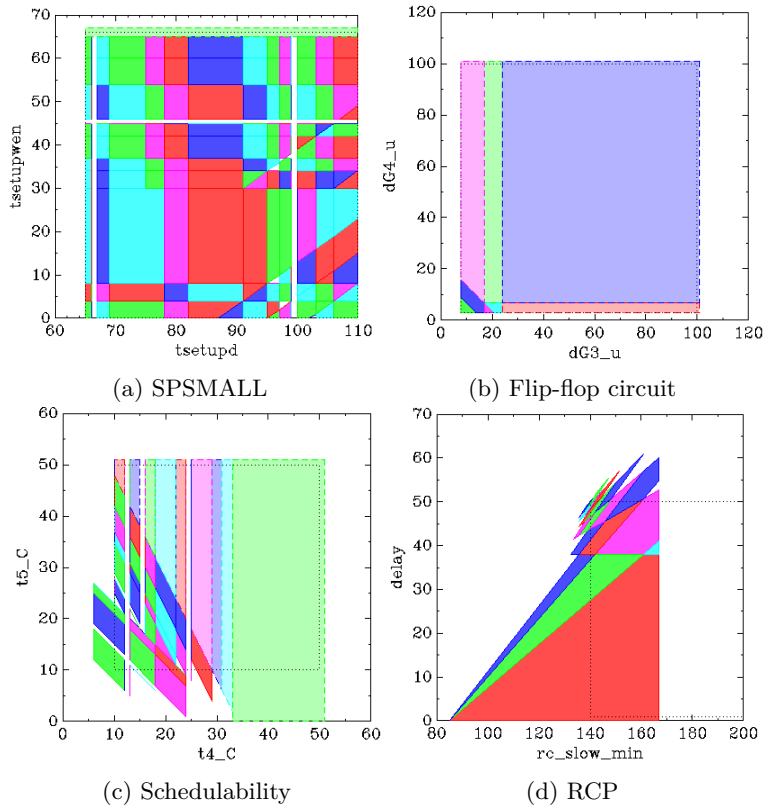 70
60
50
40
30
20
10
0
tsetupwen
60 70 80 90 100 110
tsetupd
(a) SPSMALL
120
100
80
60
40
20
0
dG4_u
0 20 40 60 80 100 120
dG3_u
(b) Flip-flop circuit
60
50
40
30
20
10
0
t5_C
0 10 20 30 40 50 60
t4_C
(c) Schedulability
70
60
50
40
30
20
10
0
delay
80 100 120 140 160 180 200
rc_slow_min
(d) RCP